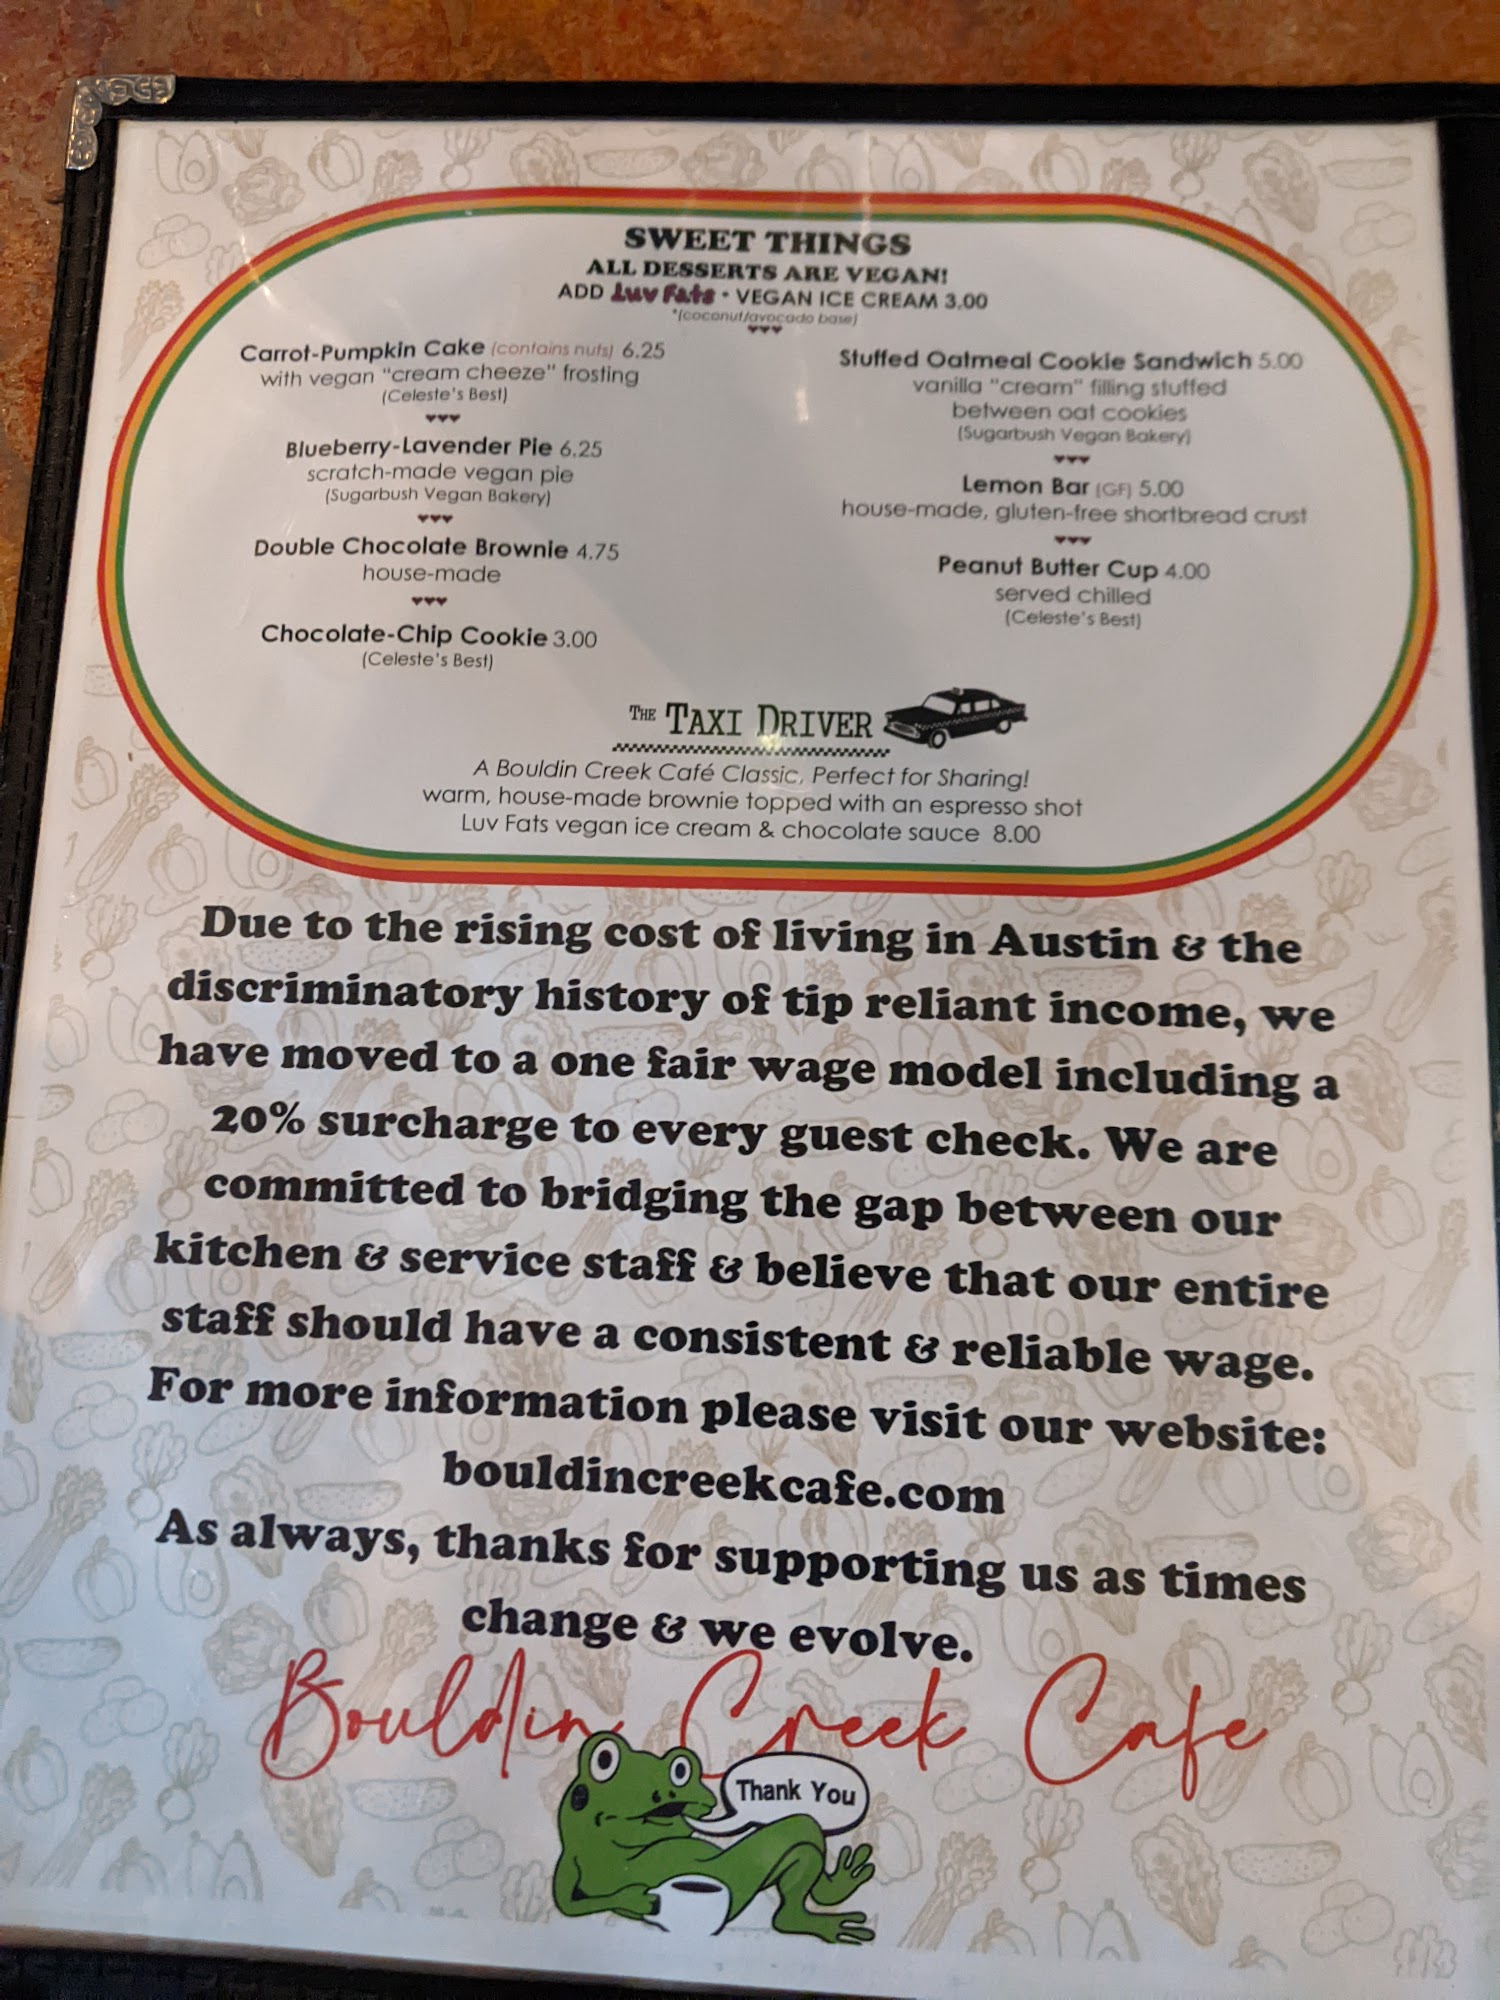 SWEET THINGS
ALL DESSERTS ARE VEGAN!
ADD Luv Fats • VEGAN ICE CREAM 3.00
*(coconut/avocado base)
Carrot-Pumpkin Cake (contains nuts) 6.25
with vegan "cream cheeze" frosting
(Celeste's Best)
Blueberry-Lavender Pie 6.25
scratch-made vegan pie
(Sugarbush Vegan Bakery)
Double Chocolate Brownie 4.75
house-made
Chocolate-Chip Cookie 3.00
(Celeste's Best)
Stuffed Oatmeal Cookie Sandwich 5.00
vanilla "cream" filling stuffed
between oat cookies
(Sugarbush Vegan Bakery)
Lemon Bar (GF) 5.00
house-made, gluten-free shortbread crust
Peanut Butter Cup 4.00
served chilled
(Celeste's Best)
THE TAXI DRIVER
A Bouldin Creek Café Classic, Perfect for Sharing!
warm, house-made brownie topped with an espresso shot
Luv Fats vegan ice cream & chocolate sauce 8.00
Due to the rising cost of living in Austin & the
discriminatory history of tip reliant income, we
have moved to a one fair wage model including a
20% surcharge to every guest check. We are
committed to bridging the gap between our
kitchen & service staff & believe that our entire
staff should have a consistent & reliable wage.
For more information please visit our website:
bouldincreekcafe.com
As always, thanks for supporting us as times
change & we evolve.
Bouldin Creek Cafe
Thank You